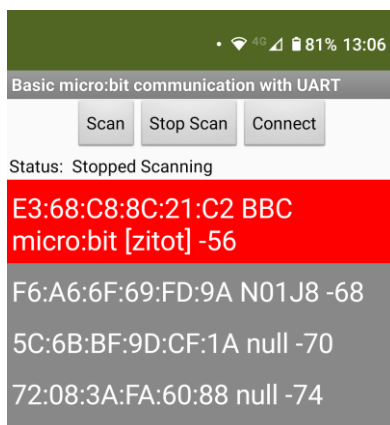 4G 81% 13:06
Basic micro:bit communication with UART
Scan Stop Scan Connect
Status: Stopped Scanning
E3:68:C8:8C:21:C2 BBC
micro:bit [zitot] -56
F6:A6:6F:69:FD:9A N01J8 -68
5C:6B:BF:9D:CF:1A null -70
72:08:3A:FA:60:88 null -74